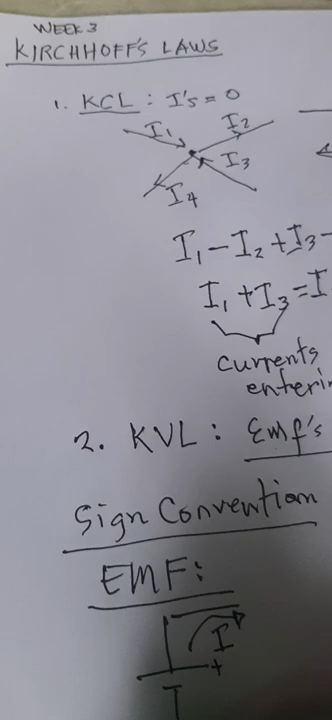 WEEK 3
KIRCHHOFF'S LAWS
1. KCL : I's = 0
I₁
I₂
I₃
I₄
I₁ - I₂ + I₃ -
I₁ + I₃ = I
currents
2. KVL : Emf's
Sign Convention
EMF:
I
+